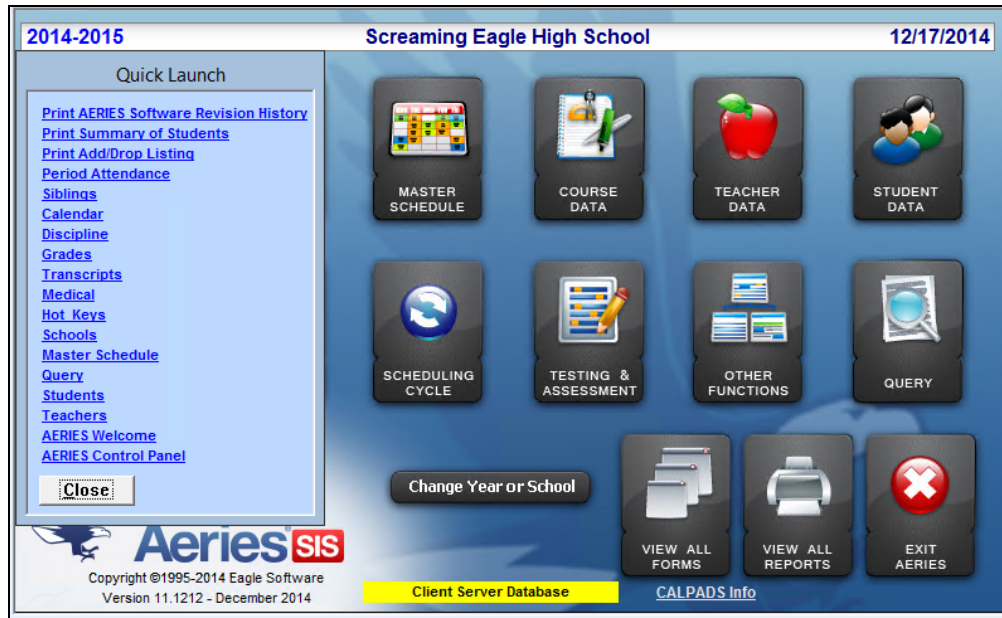 2014-2015 Screaming Eagle High School 12/17/2014
Quick Launch
Print AERIES Software Revision History
Print Summary of Students
Print Add/Drop Listing
Period Attendance
Siblings
Calendar
Discipline
Grades
Transcripts
Medical
Hot Keys
Schools
Master Schedule
Query
Students
Teachers
AERIES Welcome
AERIES Control Panel
Close
MASTER
SCHEDULE
COURSE
DATA
TEACHER
DATA
STUDENT
DATA
SCHEDULING
CYCLE
TESTING &
ASSESSMENT
OTHER
FUNCTIONS
QUERY
Change Year or School
VIEW ALL
FORMS
VIEW ALL
REPORTS
EXIT
AERIES
Aeries SIS
Copyright ©1995-2014 Eagle Software
Version 11.1212 - December 2014
Client Server Database
CALPADS Info